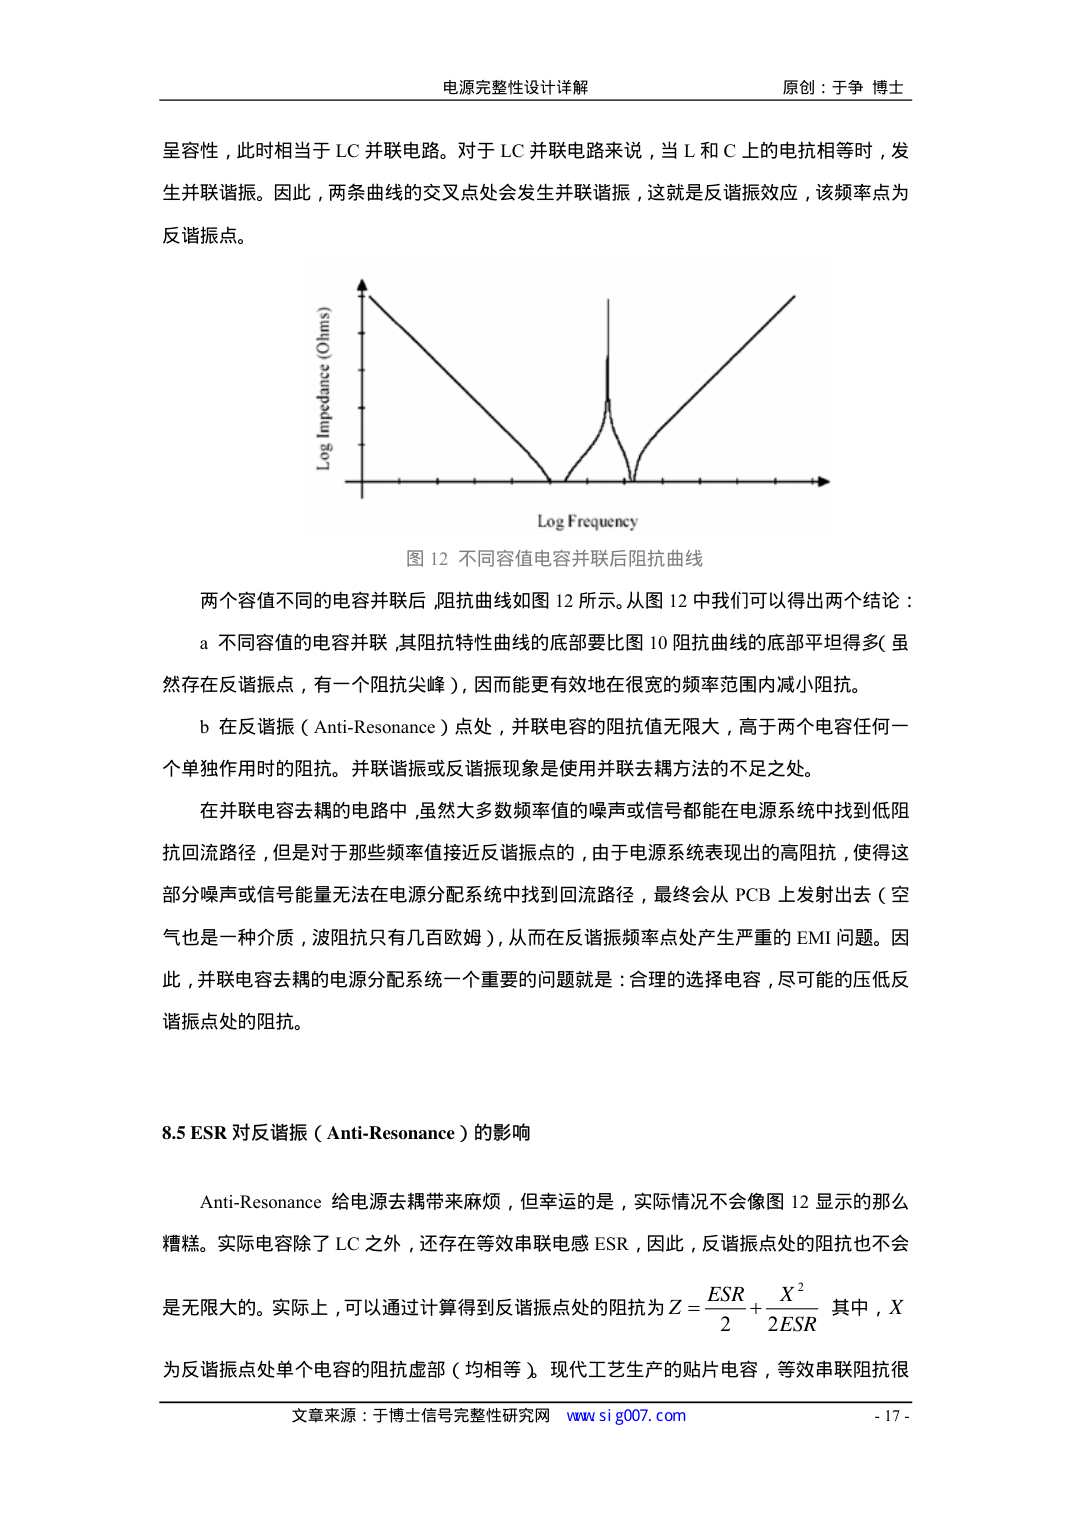 电源完整性设计详解 原创：于争 博士
呈容性，此时相当于 LC 并联电路。对于 LC 并联电路来说，当 L 和 C 上的电抗相等时，发
生并联谐振。因此，两条曲线的交叉点处会发生并联谐振，这就是反谐振效应，该频率点为
反谐振点。
Log Impedance (Ohms)
Log Frequency
图 12 不同容值电容并联后阻抗曲线
两个容值不同的电容并联后，阻抗曲线如图 12 所示。从图 12 中我们可以得出两个结论：
a 不同容值的电容并联，其阻抗特性曲线的底部要比图 10 阻抗曲线的底部平坦得多（虽
然存在反谐振点，有一个阻抗尖峰），因而能更有效地在很宽的频率范围内减小阻抗。
b 在反谐振（Anti-Resonance）点处，并联电容的阻抗值无限大，高于两个电容任何一
个单独作用时的阻抗。并联谐振或反谐振现象是使用并联去耦方法的不足之处。
在并联电容去耦的电路中，虽然大多数频率值的噪声或信号都能在电源系统中找到低阻
抗回流路径，但是对于那些频率值接近反谐振点的，由于电源系统表现出的高阻抗，使得这
部分噪声或信号能量无法在电源分配系统中找到回流路径，最终会从 PCB 上发射出去（空
气也是一种介质，波阻抗只有几百欧姆），从而在反谐振频率点处产生严重的 EMI 问题。因
此，并联电容去耦的电源分配系统一个重要的问题就是：合理的选择电容，尽可能的压低反
谐振点处的阻抗。
8.5 ESR 对反谐振（Anti-Resonance）的影响
Anti-Resonance 给电源去耦带来麻烦，但幸运的是，实际情况不会像图 12 显示的那么
糟糕。实际电容除了 LC 之外，还存在等效串联电感 ESR，因此，反谐振点处的阻抗也不会
是无限大的。实际上，可以通过计算得到反谐振点处的阻抗为 Z = ESR/2 + X²/2ESR 其中，X
为反谐振点处单个电容的阻抗虚部（均相等）。现代工艺生产的贴片电容，等效串联阻抗很
文章来源：于博士信号完整性研究网 www.sig007.com - 17 -